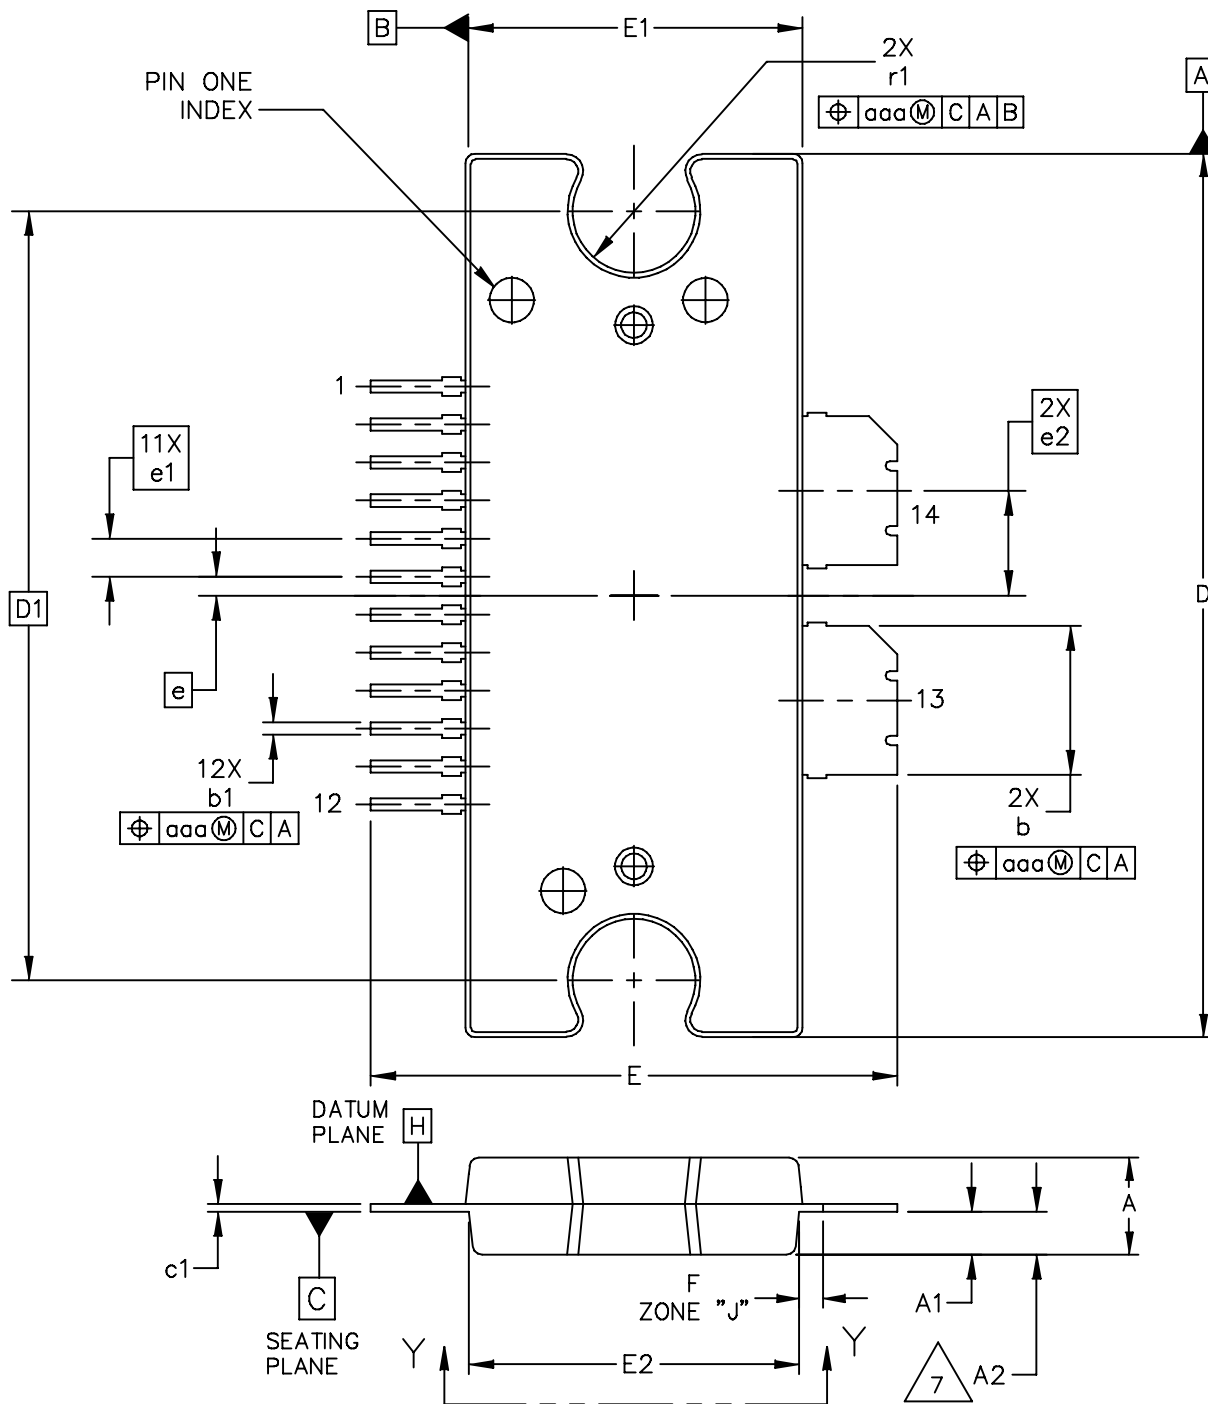 B
E1
2X
r1
⌖ aaa Ⓜ C A B
A
PIN ONE
INDEX
1
11X
e1
2X
e2
14
D1
D
e
13
12X
b1
⌖ aaa Ⓜ C A
12
2X
b
⌖ aaa Ⓜ C A
E
DATUM
PLANE
H
A
c1
C
SEATING
PLANE
F
ZONE "J"
A1
Y
Y
E2
7
A2